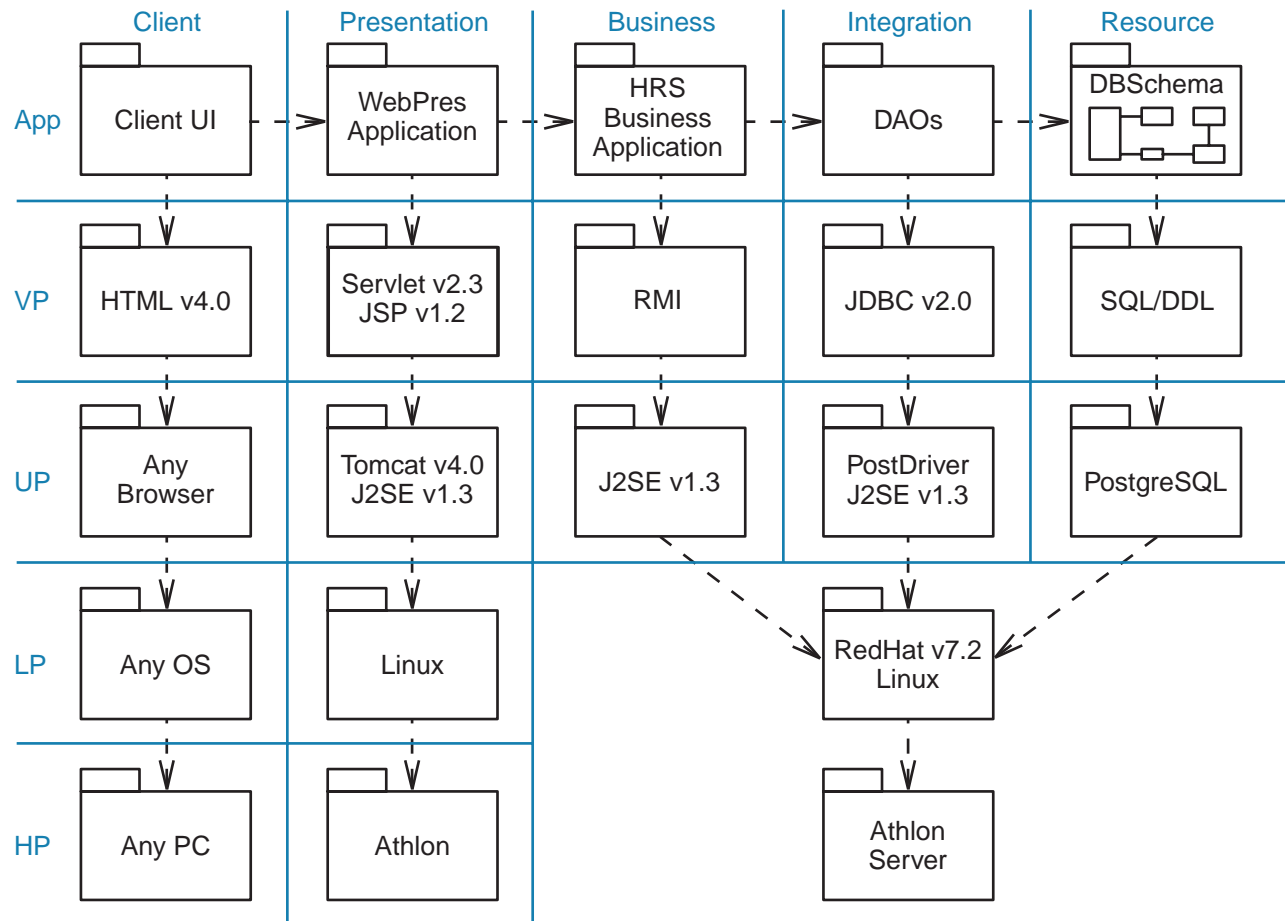 Client
Presentation
Business
Integration
Resource
App
Client UI
WebPres
Application
HRS
Business
Application
DAOs
DBSchema
VP
HTML v4.0
Servlet v2.3
JSP v1.2
RMI
JDBC v2.0
SQL/DDL
UP
Any
Browser
Tomcat v4.0
J2SE v1.3
J2SE v1.3
PostDriver
J2SE v1.3
PostgreSQL
LP
Any OS
Linux
RedHat v7.2
Linux
HP
Any PC
Athlon
Athlon
Server